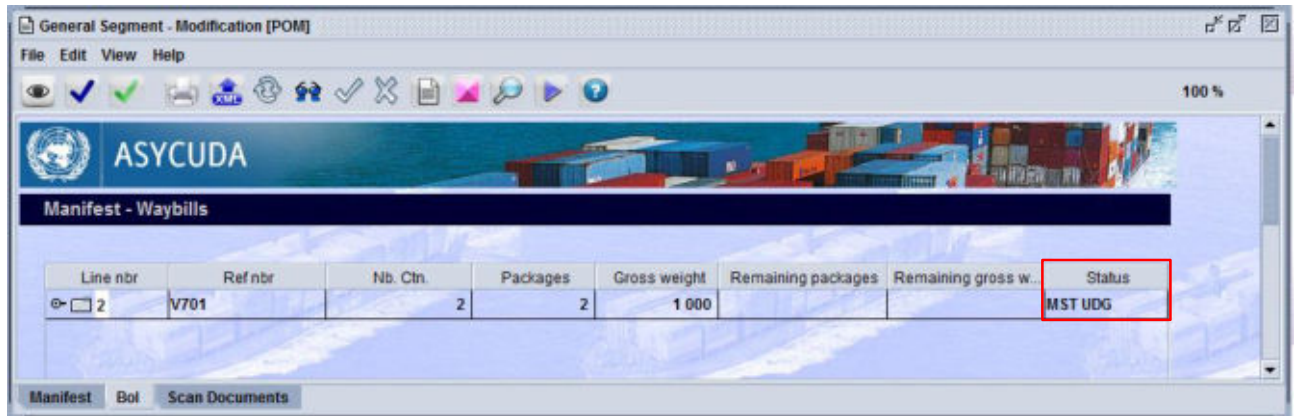 General Segment - Modification [POM]
File Edit View Help
XML
100 %
ASYCUDA
Manifest - Waybills
Line nbr Ref nbr Nb. Ctn. Packages Gross weight Remaining packages Remaining gross w... Status
2 V701 2 2 1 000 MST UDG
Manifest Bol Scan Documents